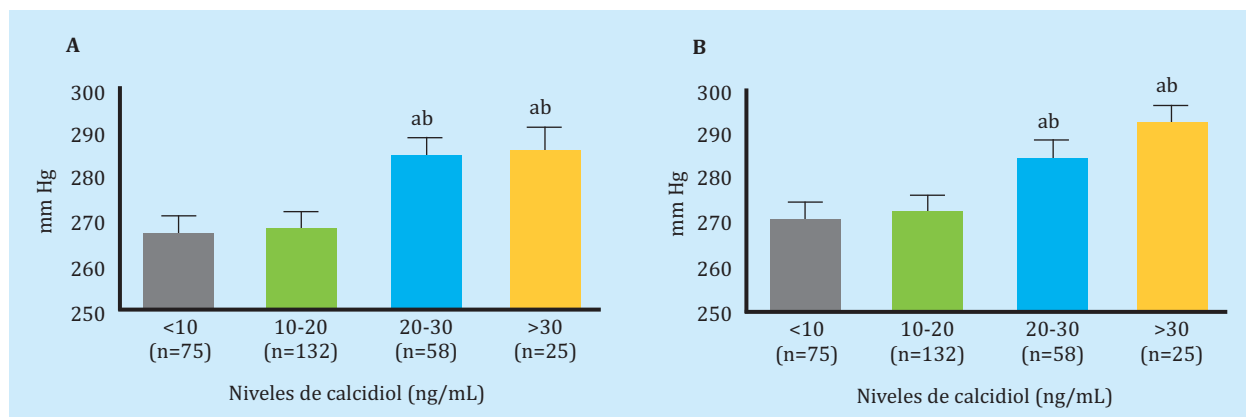 A
mm Hg
300
290
280
270
260
250
ab
ab
<10
10-20
20-30
>30
(n=75)
(n=132)
(n=58)
(n=25)
Niveles de calcidiol (ng/mL)
B
mm Hg
300
290
280
270
260
250
ab
ab
<10
10-20
20-30
>30
(n=75)
(n=132)
(n=58)
(n=25)
Niveles de calcidiol (ng/mL)